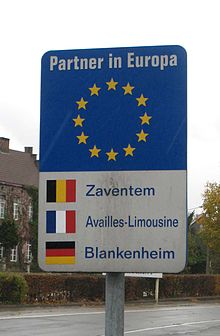 Partner in Europa
Zaventem
Availles-Limousine
Blankenheim